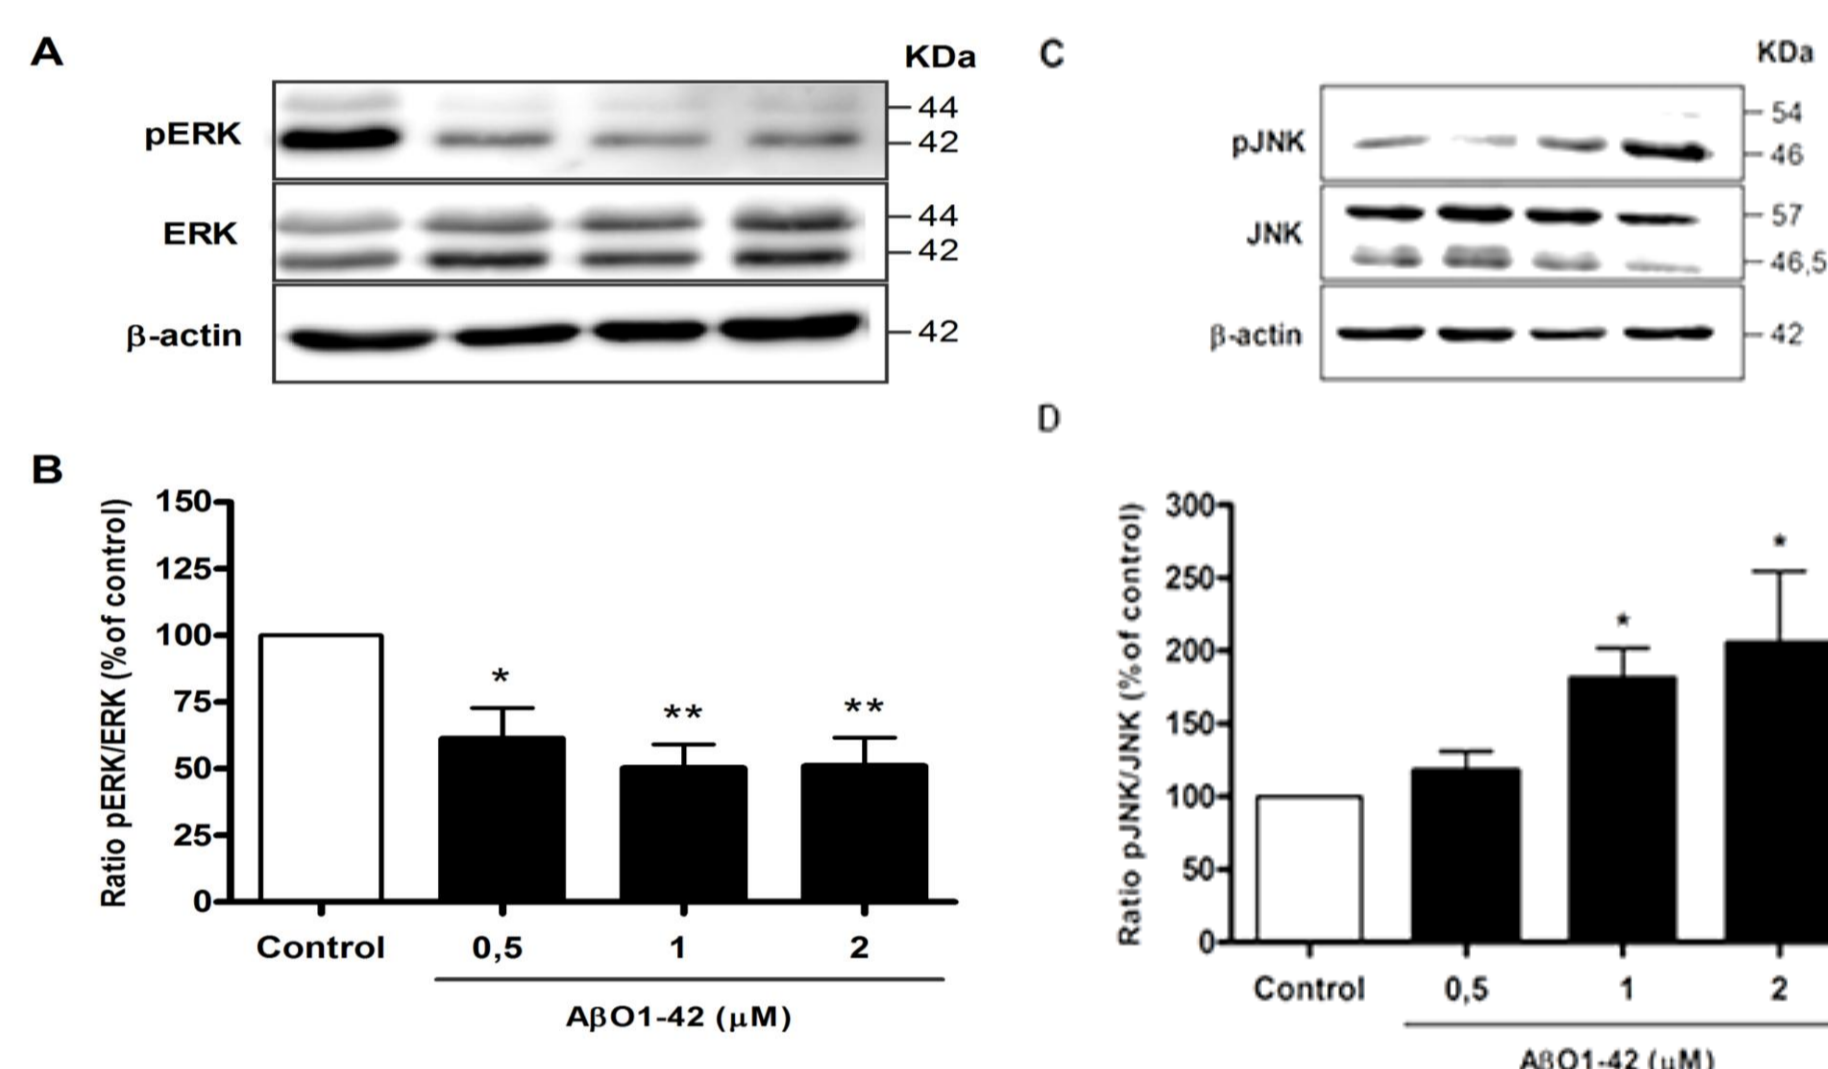 A
KDa
pERK
44
42
ERK
44
42
β-actin
42
B
Ratio pERK/ERK (% of control)
150
125
100
75
50
25
0
*
**
**
Control
0,5
1
2
AβO1-42 (μM)
C
KDa
pJNK
54
46
JNK
57
46,5
β-actin
42
D
Ratio pJNK/JNK (% of control)
300
250
200
150
100
50
0
*
*
Control
0,5
1
2
AβO1-42 (μM)